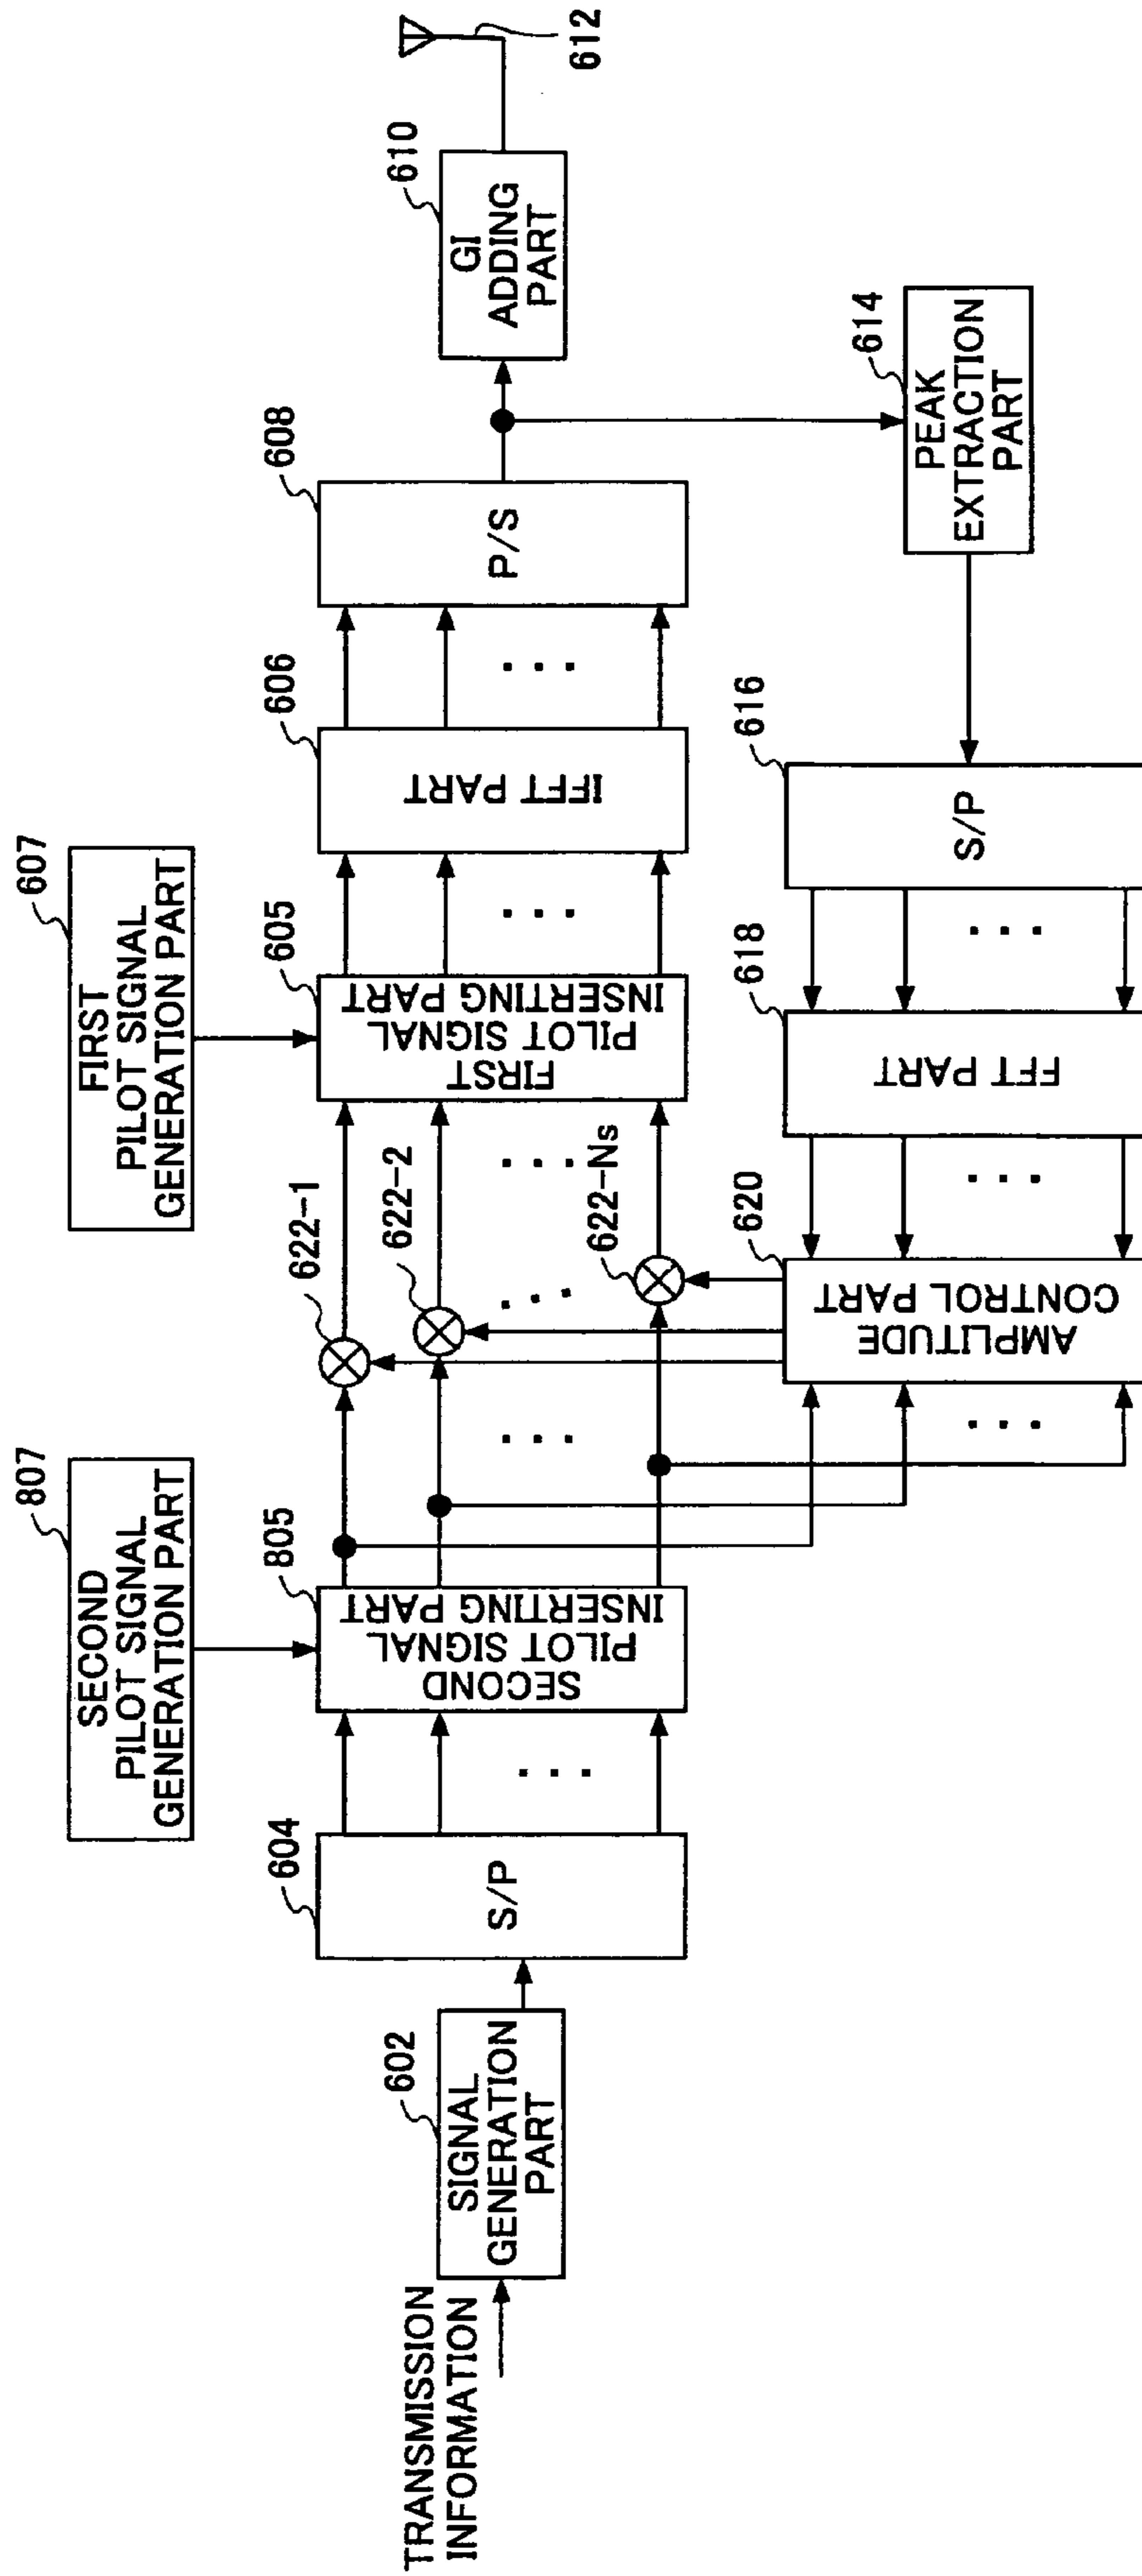 TRANSMISSION
INFORMATION
602
SIGNAL
GENERATION
PART
604
S/P
807
SECOND
PILOT SIGNAL
GENERATION PART
805
SECOND
PILOT SIGNAL
INSERTING PART
622-1
622-2
622-Ns
607
FIRST
PILOT SIGNAL
GENERATION PART
605
FIRST
PILOT SIGNAL
INSERTING PART
606
IFFT PART
608
P/S
610
GI
ADDING
PART
612
614
PEAK
EXTRACTION
PART
616
S/P
618
FFT PART
620
AMPLITUDE
CONTROL PART